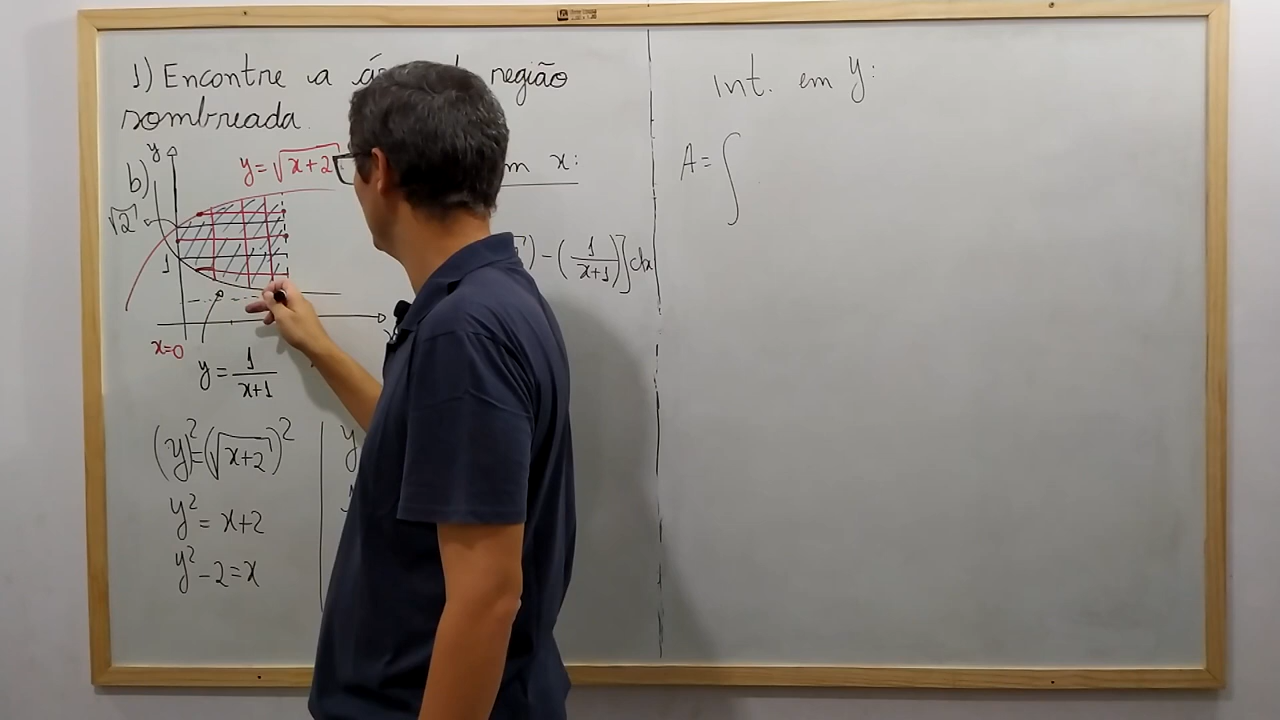 1) Encontre a região
sombreada.
b)
y
y = √(x+2)
√2
1
x=0
y = 1/(x+1)
m x:
) - (1/(x+1))] dx
(y)² = (√(x+2))²
y² = x+2
y² - 2 = x
y
Int. em y:
A = ∫